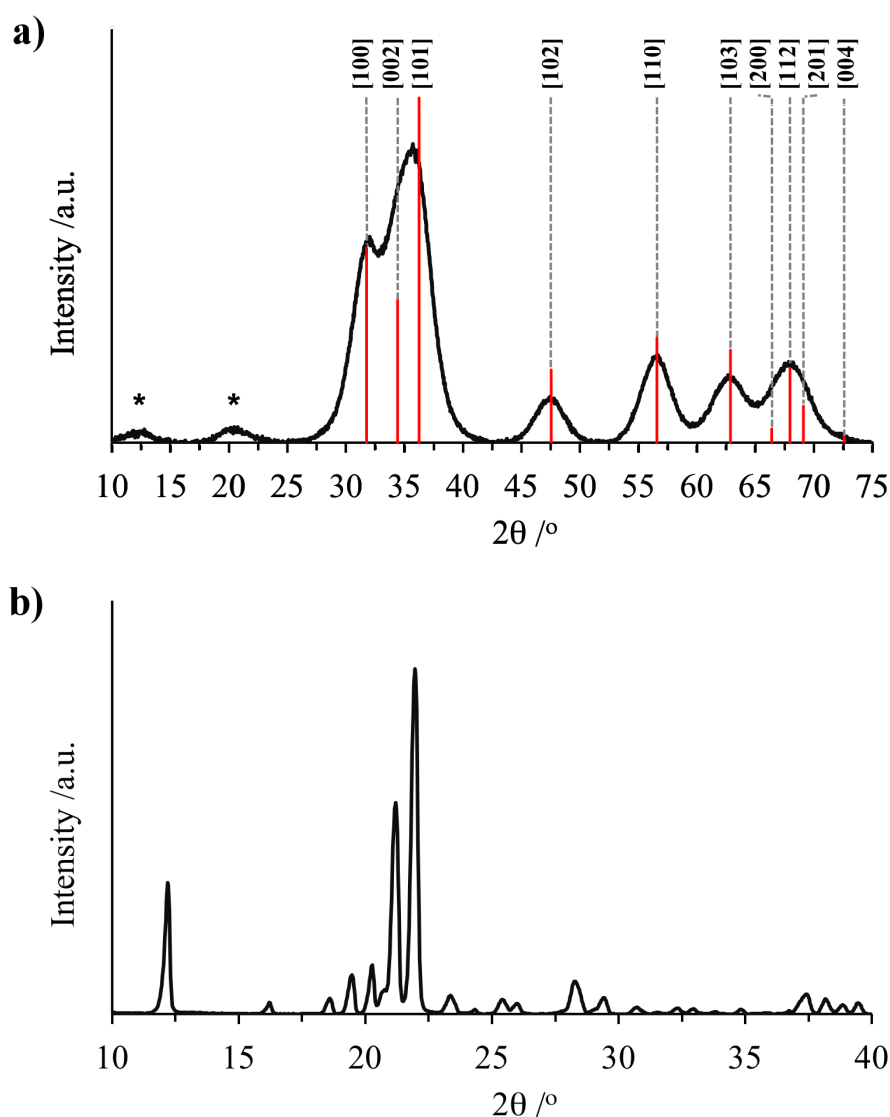 a)
[100] [002] [101] [102] [110] [103] [200] [112] [201] [004]
Intensity /a.u.
* *
10 15 20 25 30 35 40 45 50 55 60 65 70 75
2θ /º
b)
Intensity /a.u.
10 15 20 25 30 35 40
2θ /º